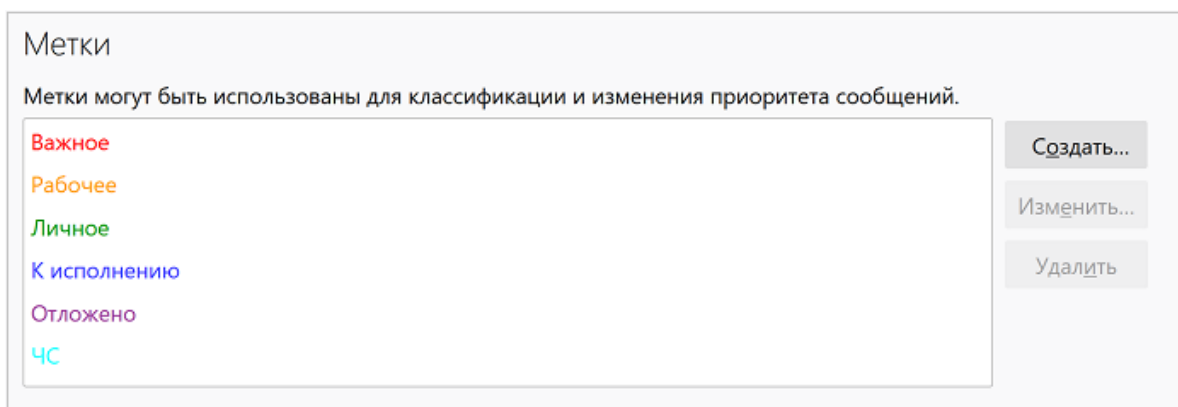 Метки
Метки могут быть использованы для классификации и изменения приоритета сообщений.
Важное
Рабочее
Личное
К исполнению
Отложено
ЧС
Создать...
Изменить...
Удалить